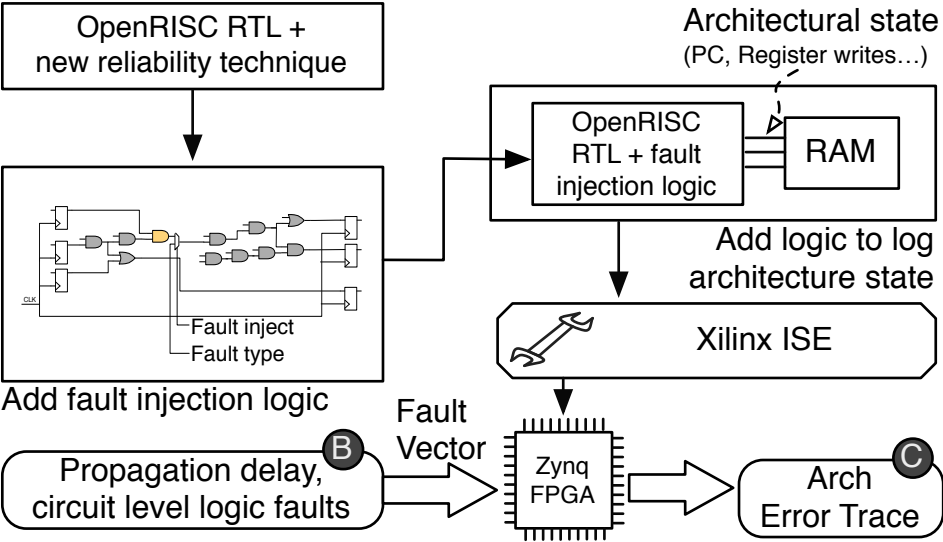 OpenRISC RTL +
new reliability technique
Architectural state
(PC, Register writes…)
OpenRISC
RTL + fault
injection logic
RAM
Add logic to log
architecture state
CLK
Fault inject
Fault type
Add fault injection logic
Xilinx ISE
Fault
Vector
B
Propagation delay,
circuit level logic faults
Zynq
FPGA
C
Arch
Error Trace